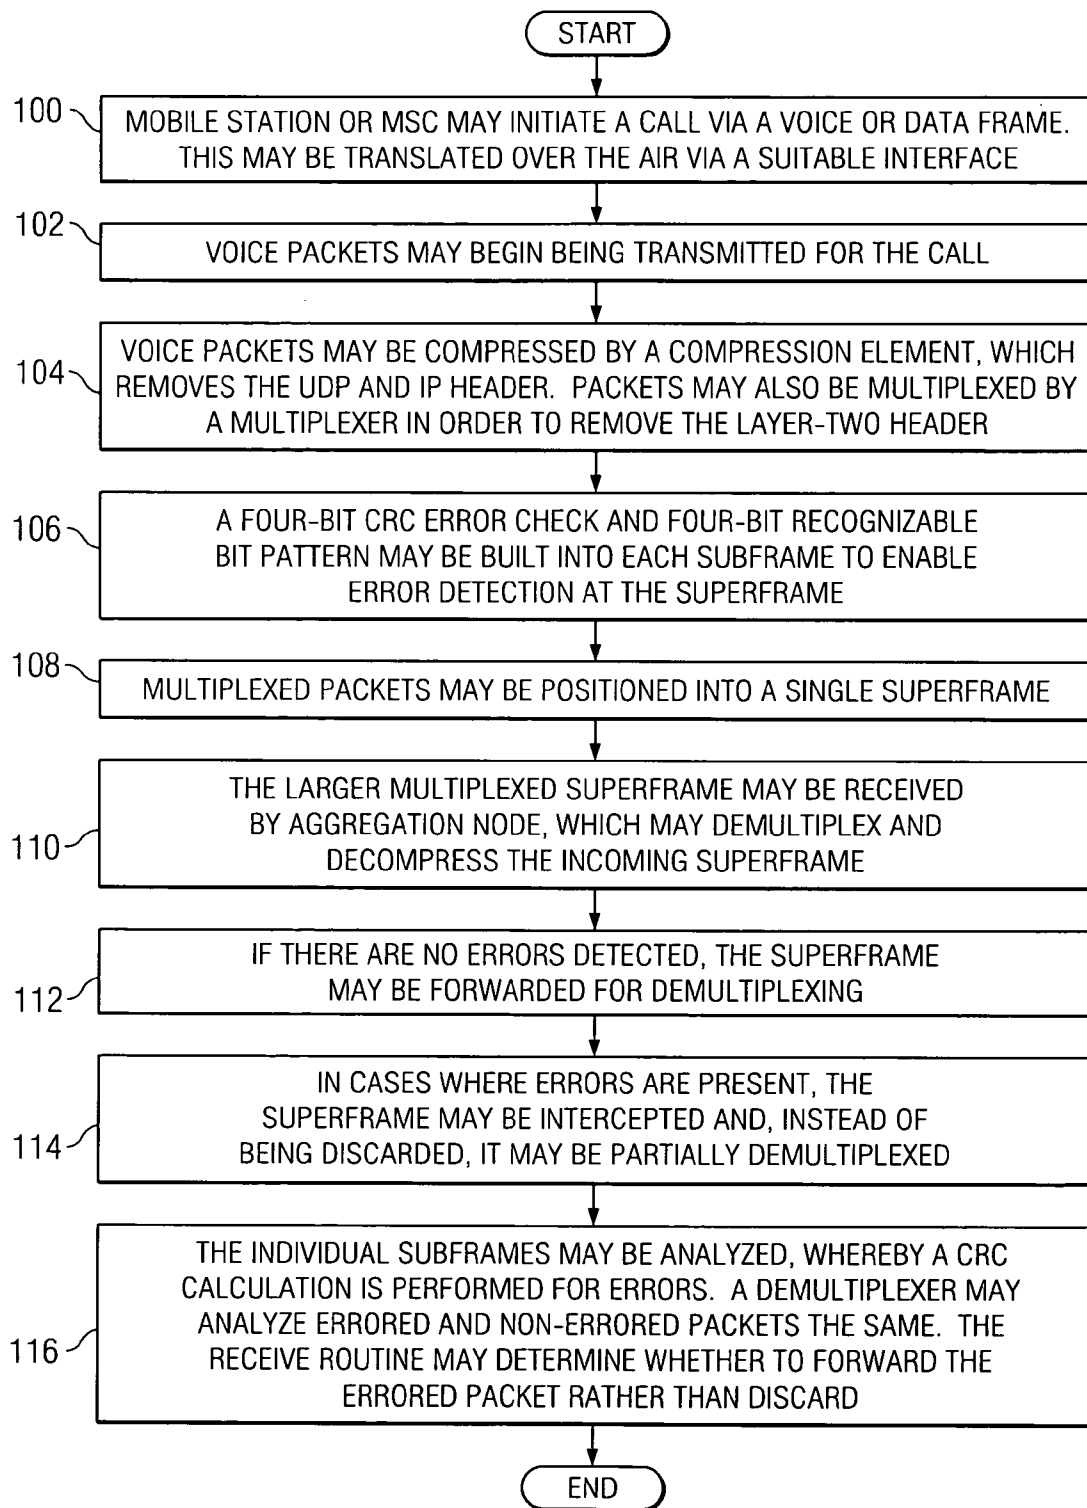 START
100
MOBILE STATION OR MSC MAY INITIATE A CALL VIA A VOICE OR DATA FRAME.
THIS MAY BE TRANSLATED OVER THE AIR VIA A SUITABLE INTERFACE
102
VOICE PACKETS MAY BEGIN BEING TRANSMITTED FOR THE CALL
104
VOICE PACKETS MAY BE COMPRESSED BY A COMPRESSION ELEMENT, WHICH
REMOVES THE UDP AND IP HEADER. PACKETS MAY ALSO BE MULTIPLEXED BY
A MULTIPLEXER IN ORDER TO REMOVE THE LAYER-TWO HEADER
106
A FOUR-BIT CRC ERROR CHECK AND FOUR-BIT RECOGNIZABLE
BIT PATTERN MAY BE BUILT INTO EACH SUBFRAME TO ENABLE
ERROR DETECTION AT THE SUPERFRAME
108
MULTIPLEXED PACKETS MAY BE POSITIONED INTO A SINGLE SUPERFRAME
110
THE LARGER MULTIPLEXED SUPERFRAME MAY BE RECEIVED
BY AGGREGATION NODE, WHICH MAY DEMULTIPLEX AND
DECOMPRESS THE INCOMING SUPERFRAME
112
IF THERE ARE NO ERRORS DETECTED, THE SUPERFRAME
MAY BE FORWARDED FOR DEMULTIPLEXING
114
IN CASES WHERE ERRORS ARE PRESENT, THE
SUPERFRAME MAY BE INTERCEPTED AND, INSTEAD OF
BEING DISCARDED, IT MAY BE PARTIALLY DEMULTIPLEXED
116
THE INDIVIDUAL SUBFRAMES MAY BE ANALYZED, WHEREBY A CRC
CALCULATION IS PERFORMED FOR ERRORS. A DEMULTIPLEXER MAY
ANALYZE ERRORED AND NON-ERRORED PACKETS THE SAME. THE
RECEIVE ROUTINE MAY DETERMINE WHETHER TO FORWARD THE
ERRORED PACKET RATHER THAN DISCARD
END